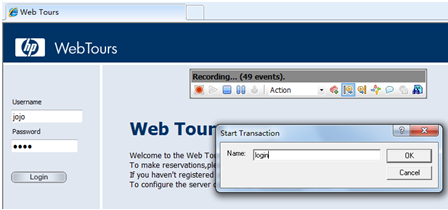 Web Tours
hp WebTours
Recording... (49 events).
Action
Username
jojo
Password
Login
Web Tour
Start Transaction
Name: login
OK
Cancel
Welcome to the Web Tou
To make reservations,ple
If you haven't registered
To configure the server o